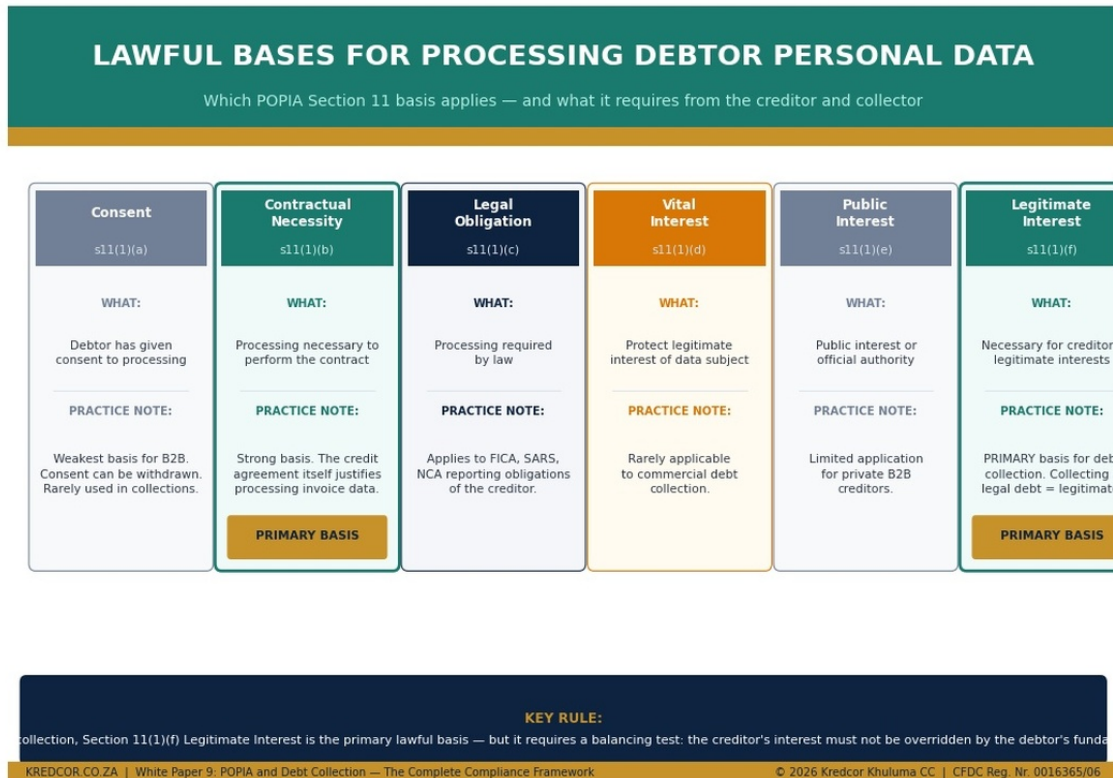 LAWFUL BASES FOR PROCESSING DEBTOR PERSONAL DATA
Which POPIA Section 11 basis applies — and what it requires from the creditor and collector
Consent
s11(1)(a)
WHAT:
Debtor has given
consent to processing
PRACTICE NOTE:
Weakest basis for B2B.
Consent can be withdrawn.
Rarely used in collections.
Contractual
Necessity
s11(1)(b)
WHAT:
Processing necessary to
perform the contract
PRACTICE NOTE:
Strong basis. The credit
agreement itself justifies
processing invoice data.
PRIMARY BASIS
Legal
Obligation
s11(1)(c)
WHAT:
Processing required
by law
PRACTICE NOTE:
Applies to FICA, SARS,
NCA reporting obligations
of the creditor.
Vital
Interest
s11(1)(d)
WHAT:
Protect legitimate
interest of data subject
PRACTICE NOTE:
Rarely applicable
to commercial debt
collection.
Public
Interest
s11(1)(e)
WHAT:
Public interest or
official authority
PRACTICE NOTE:
Limited application
for private B2B
creditors.
Legitimate
Interest
s11(1)(f)
WHAT:
Necessary for creditor
legitimate interests
PRACTICE NOTE:
PRIMARY basis for
collection. Collecting
legal debt =
PRIMARY BASIS
KEY RULE:
collection, Section 11(1)(f) Legitimate Interest is the primary lawful basis — but it requires a balancing test: the creditor's interest must not be overridden by the debtor's
KREDCOR.CO.ZA | White Paper 9: POPIA and Debt Collection — The Complete Compliance Framework
© 2026 Kredcor Khuluma CC | CFDC Reg. Nr. 0016365/06